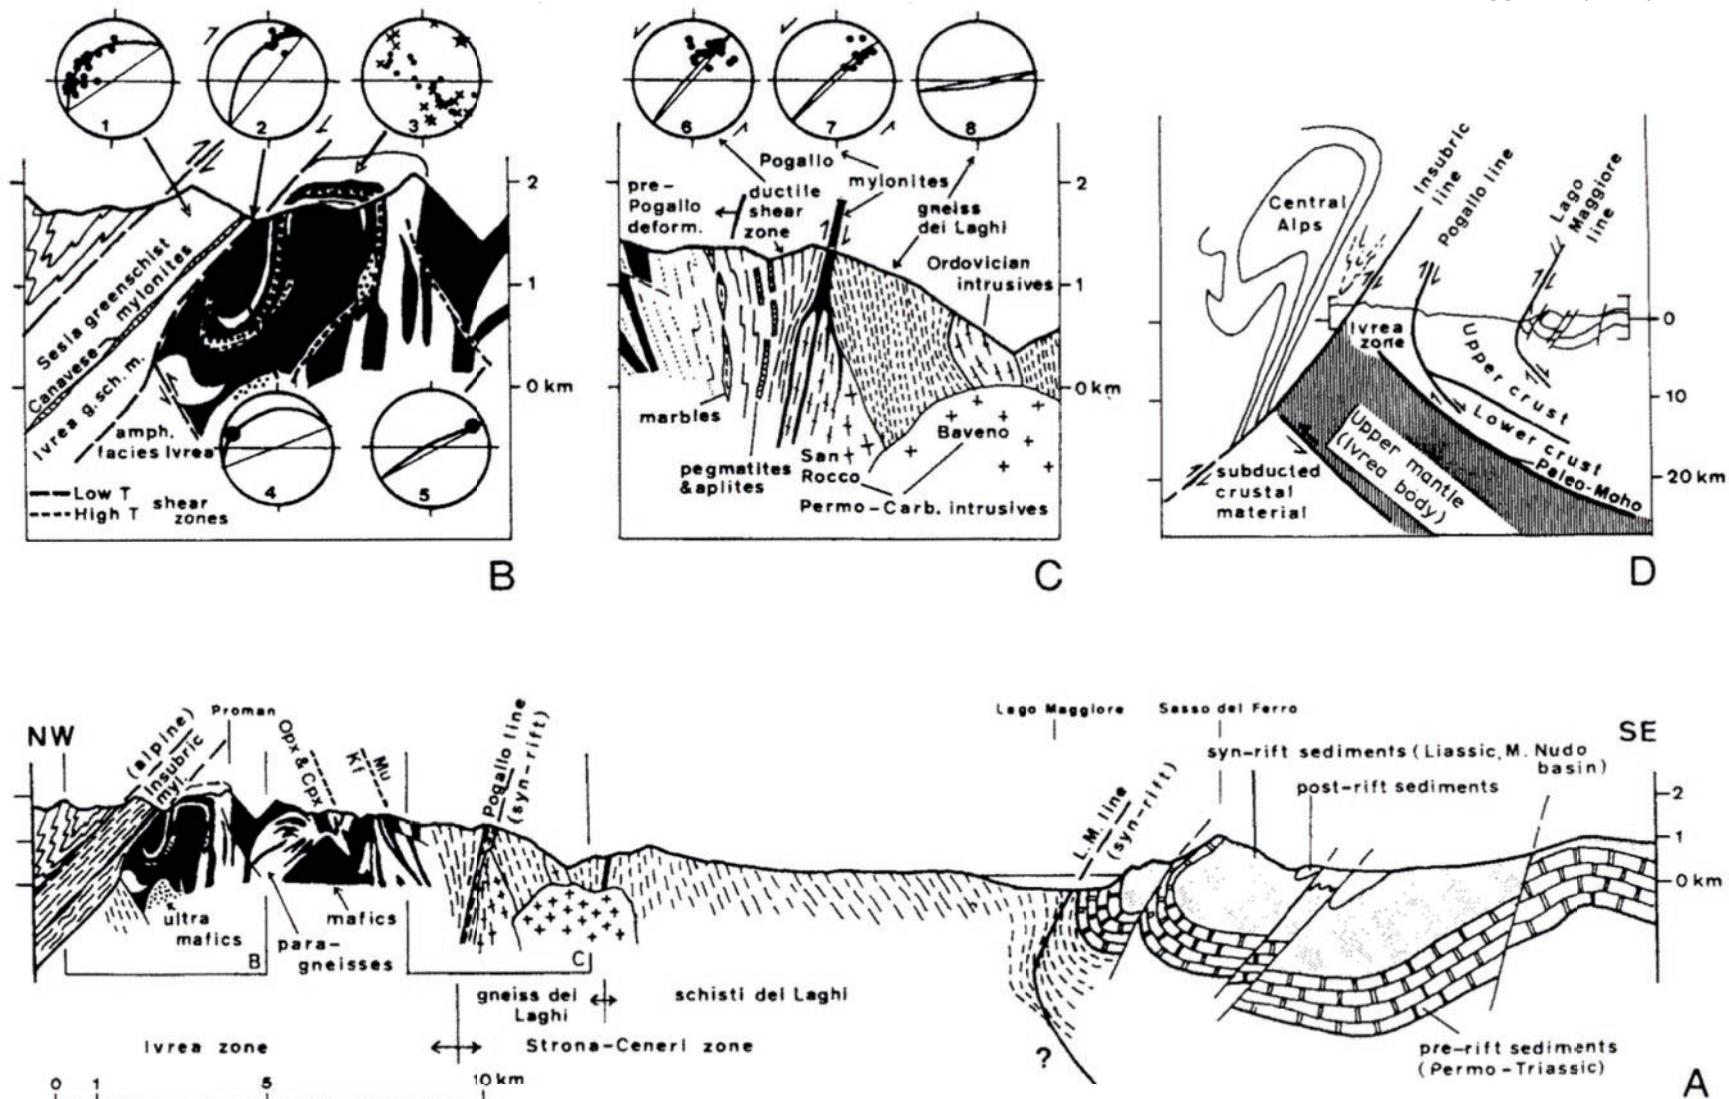 1
2
3
2
1
0 km
Sesia greenschist
mylonites
Canavese
Ivrea g. sch. m.
amph.
facies Ivrea
Low T
High T
shear
zones
4
5
B
6
7
8
Pogallo
pre-
Pogallo
deform.
ductile
shear
zone
mylonites
gneiss
dei Laghi
Ordovician
intrusives
2
1
0 km
marbles
pegmatites
& aplites
San
Rocco
Baveno
Permo-Carb. intrusives
C
Central
Alps
Insubric
line
Pogallo line
Lago
Maggiore
line
Ivrea
zone
Upper crust
Lower crust
Paleo-Moho
Upper mantle
(Ivrea body)
subducted
crustal
material
0
10
20 km
D
NW
(alpine)
Insubric
myl.
Proman
Opx & Cpx
Mu
Kf
Pogallo line
(syn-rift)
Lago Maggiore
Sasso del Ferro
SE
syn-rift sediments (Liassic, M. Nudo
basin)
post-rift sediments
L.M. line
(syn-rift)
2
1
0 km
ultra
mafics
mafics
para-
gneisses
B
C
gneiss dei
Laghi
schisti dei Laghi
Ivrea zone
Strona-Ceneri zone
?
pre-rift sediments
(Permo-Triassic)
0
1
5
10 km
A